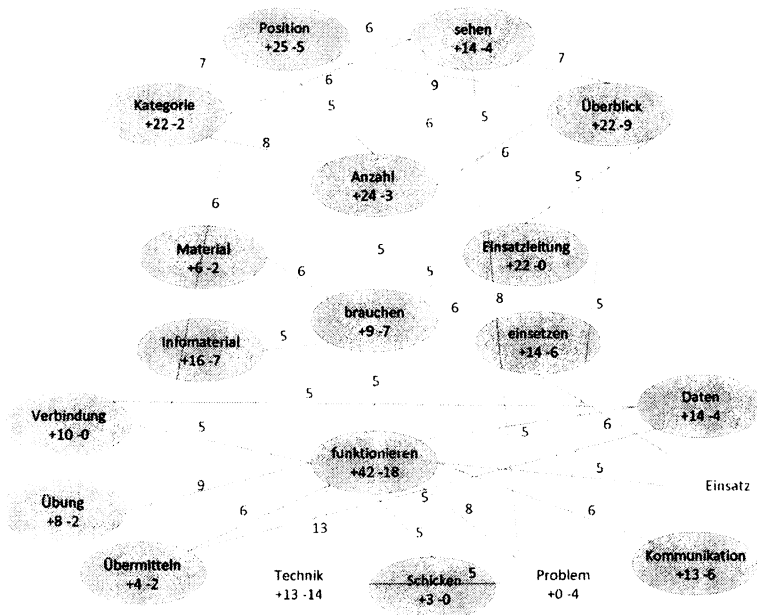 Position
+25 -5
6
sehen
+14 -4
7
6
9
7
Kategorie
+22 -2
5
6
5
Überblick
+22 -9
8
6
Anzahl
+24 -3
5
6
Material
+6 -2
5
Einsatzleitung
+22 -0
6
5
brauchen
+9 -7
6
8
5
Infomaterial
+16 -7
5
einsetzen
+14 -6
5
5
Daten
+14 -4
Verbindung
+10 -0
5
5
6
funktionieren
+42 -18
5
Einsatz
Übung
+8 -2
9
6
5
8
6
13
5
Übermitteln
+4 -2
Technik
+13 -14
Schicken
+3 -0
5
Problem
+0 -4
Kommunikation
+13 -6